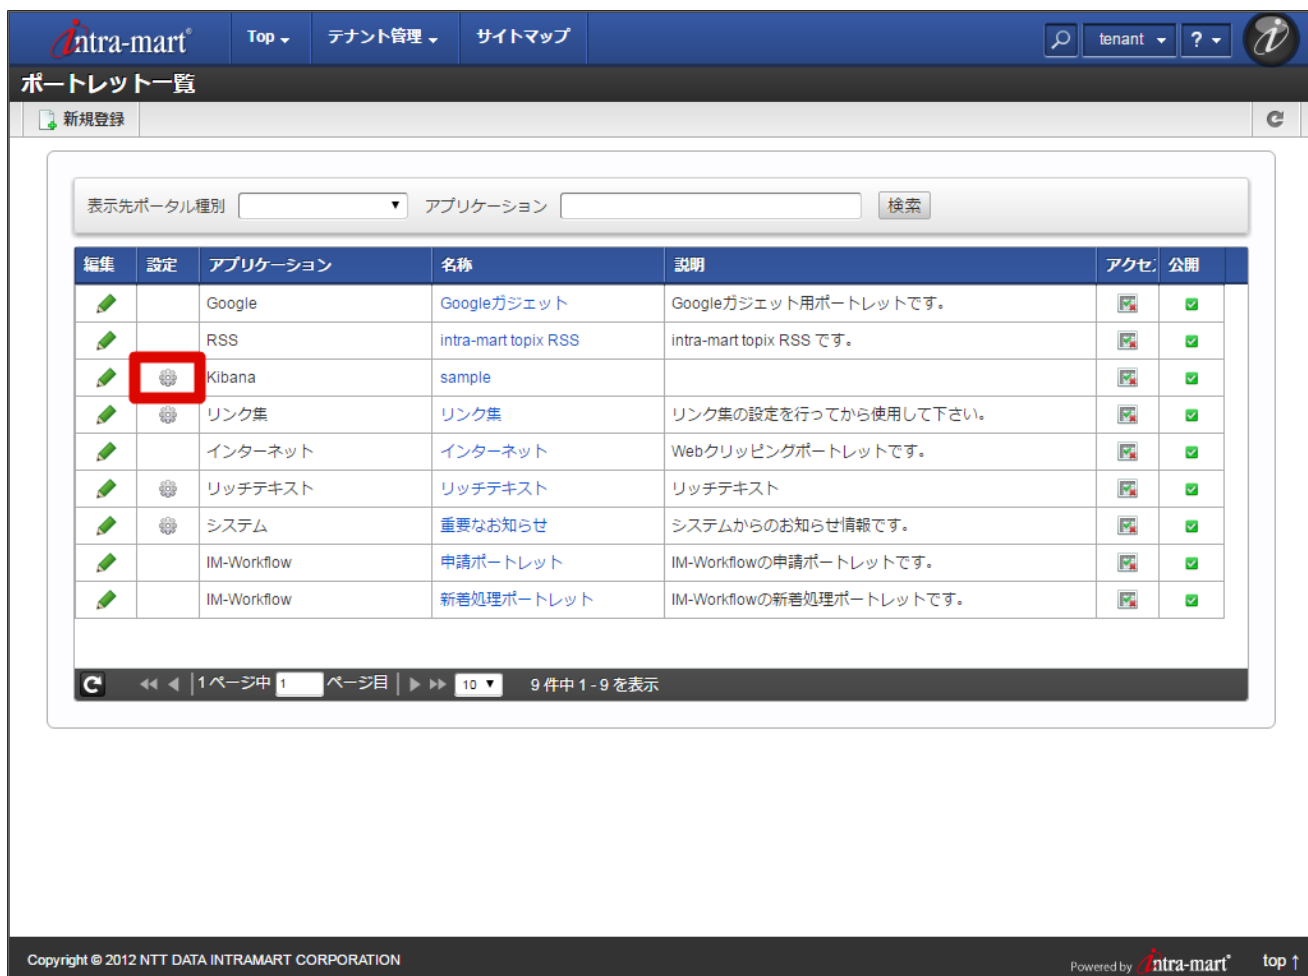 intra-mart® Top テナント管理 サイトマップ tenant ?
ポートレット一覧
新規登録
表示先ポータル種別 アプリケーション 検索
編集 設定 アプリケーション 名称 説明 アクセ 公開
Google Googleガジェット Googleガジェット用ポートレットです。
RSS intra-mart topix RSS intra-mart topix RSS です。
Kibana sample
リンク集 リンク集 リンク集の設定を行ってから使用して下さい。
インターネット インターネット Webクリッピングポートレットです。
リッチテキスト リッチテキスト リッチテキスト
システム 重要なお知らせ システムからのお知らせ情報です。
IM-Workflow 申請ポートレット IM-Workflowの申請ポートレットです。
IM-Workflow 新着処理ポートレット IM-Workflowの新着処理ポートレットです。
1 ページ中 1 ページ目 10 9 件中 1 - 9 を表示
Copyright © 2012 NTT DATA INTRAMART CORPORATION Powered by intra-mart® top ↑